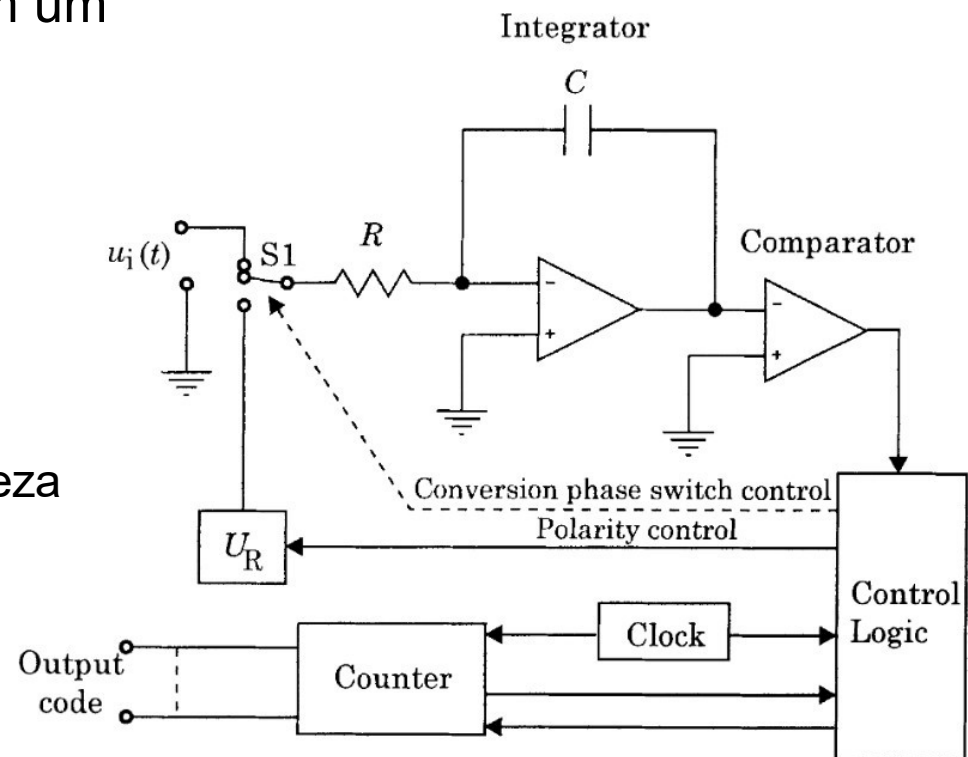 um
eza
Integrator
C
R
S1
u_i(t)
-
+
Comparator
-
+
Conversion phase switch control
Polarity control
U_R
Control
Logic
Clock
Counter
Output
code